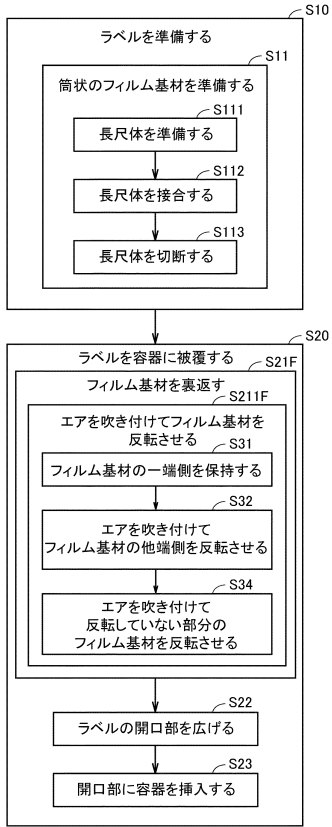 S10
ラベルを準備する
S11
筒状のフィルム基材を準備する
S111
長尺体を準備する
S112
長尺体を接合する
S113
長尺体を切断する
S20
ラベルを容器に被覆する
S21F
フィルム基材を裏返す
S211F
エアを吹き付けてフィルム基材を
反転させる
S31
フィルム基材の一端側を保持する
S32
エアを吹き付けて
フィルム基材の他端側を反転させる
S34
エアを吹き付けて
反転していない部分の
フィルム基材を反転させる
S22
ラベルの開口部を広げる
S23
開口部に容器を挿入する